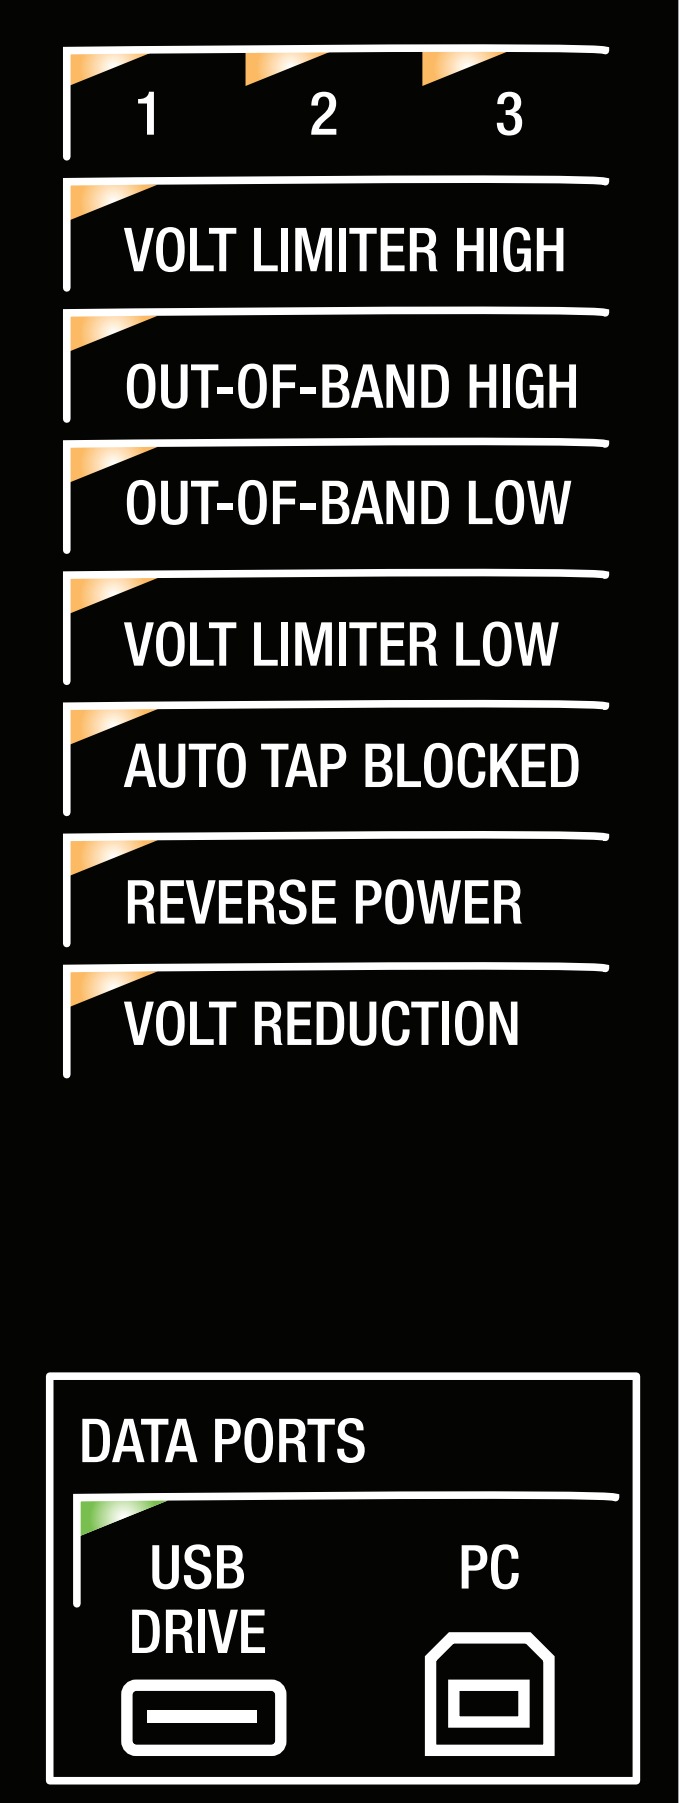 1 2 3
VOLT LIMITER HIGH
OUT-OF-BAND HIGH
OUT-OF-BAND LOW
VOLT LIMITER LOW
AUTO TAP BLOCKED
REVERSE POWER
VOLT REDUCTION
DATA PORTS
USB PC
DRIVE